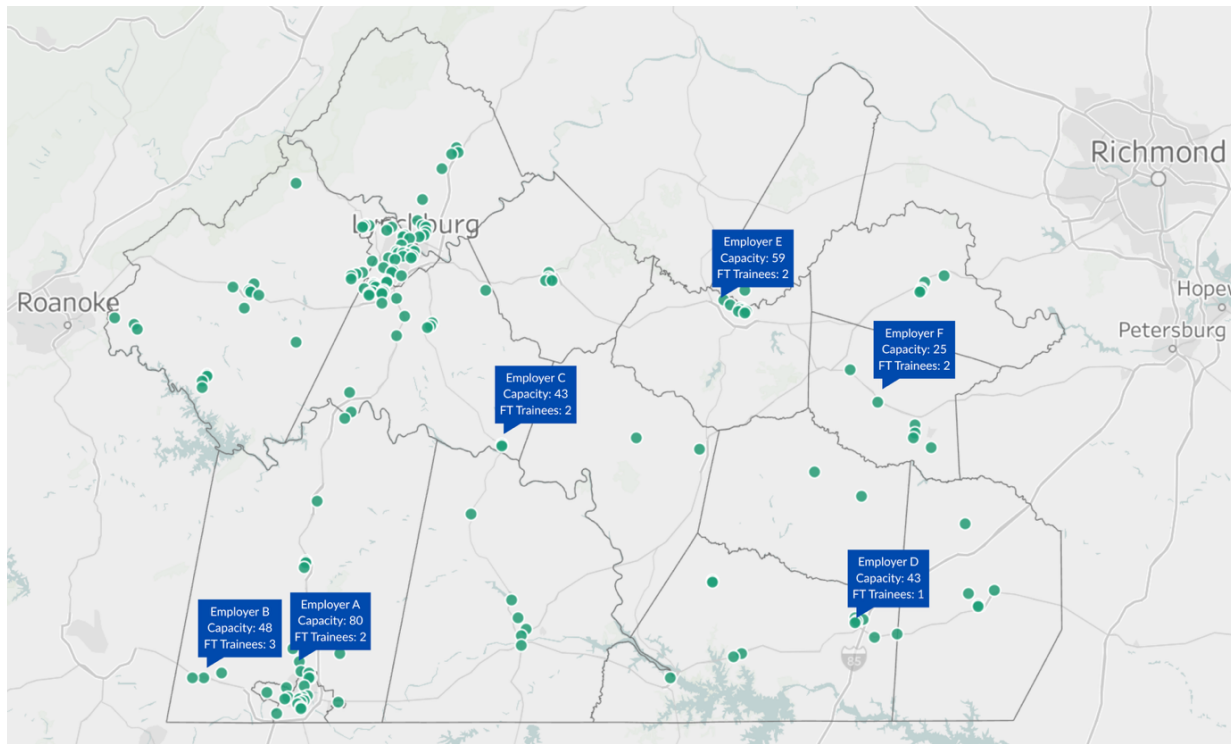 Richmond
Lynchburg
Employer E
Capacity: 59
FT Trainees: 2
Roanoke
Hopew
Petersburg
Employer F
Capacity: 25
FT Trainees: 2
Employer C
Capacity: 43
FT Trainees: 2
Employer D
Capacity: 43
FT Trainees: 1
Employer B
Capacity: 48
FT Trainees: 3
Employer A
Capacity: 80
FT Trainees: 2
85